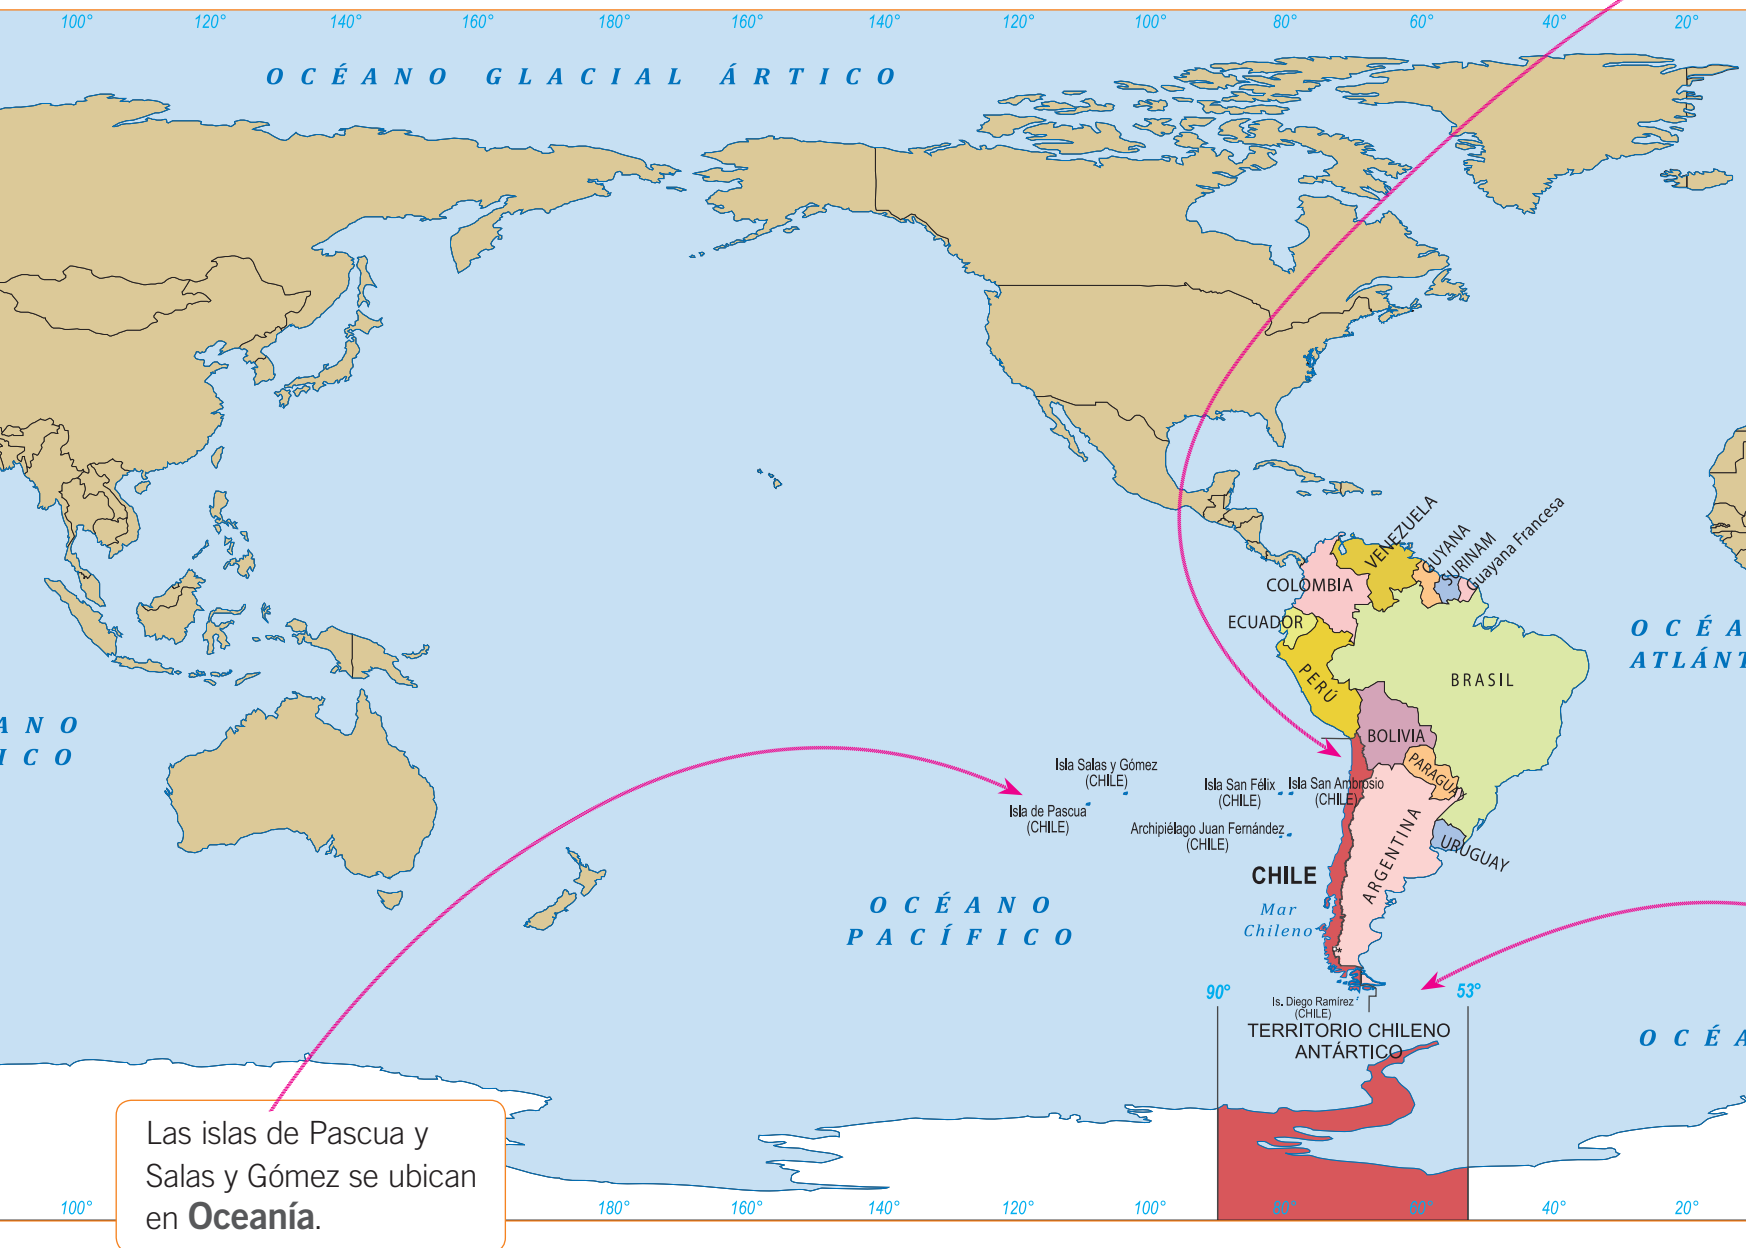 100° 120° 140° 160° 180° 160° 140° 120° 100° 80° 60° 40° 20°
OCÉANO GLACIAL ÁRTICO
VENEZUELA
GUYANA
SURINAM
Guayana Francesa
COLOMBIA
ECUADOR
PERÚ
BRASIL
OCÉA
ATLÁNT
ANO
ICO
BOLIVIA
PARAGUAY
Isla Salas y Gómez
(CHILE)
Isla San Félix
(CHILE)
Isla San Ambrosio
(CHILE)
Isla de Pascua
(CHILE)
Archipiélago Juan Fernández
(CHILE)
ARGENTINA
URUGUAY
CHILE
Mar
Chileno
OCÉANO
PACÍFICO
90°
53°
Is. Diego Ramírez
(CHILE)
TERRITORIO CHILENO
ANTÁRTICO
OCÉA
Las islas de Pascua y
Salas y Gómez se ubican
en Oceanía.
100° 180° 160° 140° 120° 100° 80° 60° 40° 20°